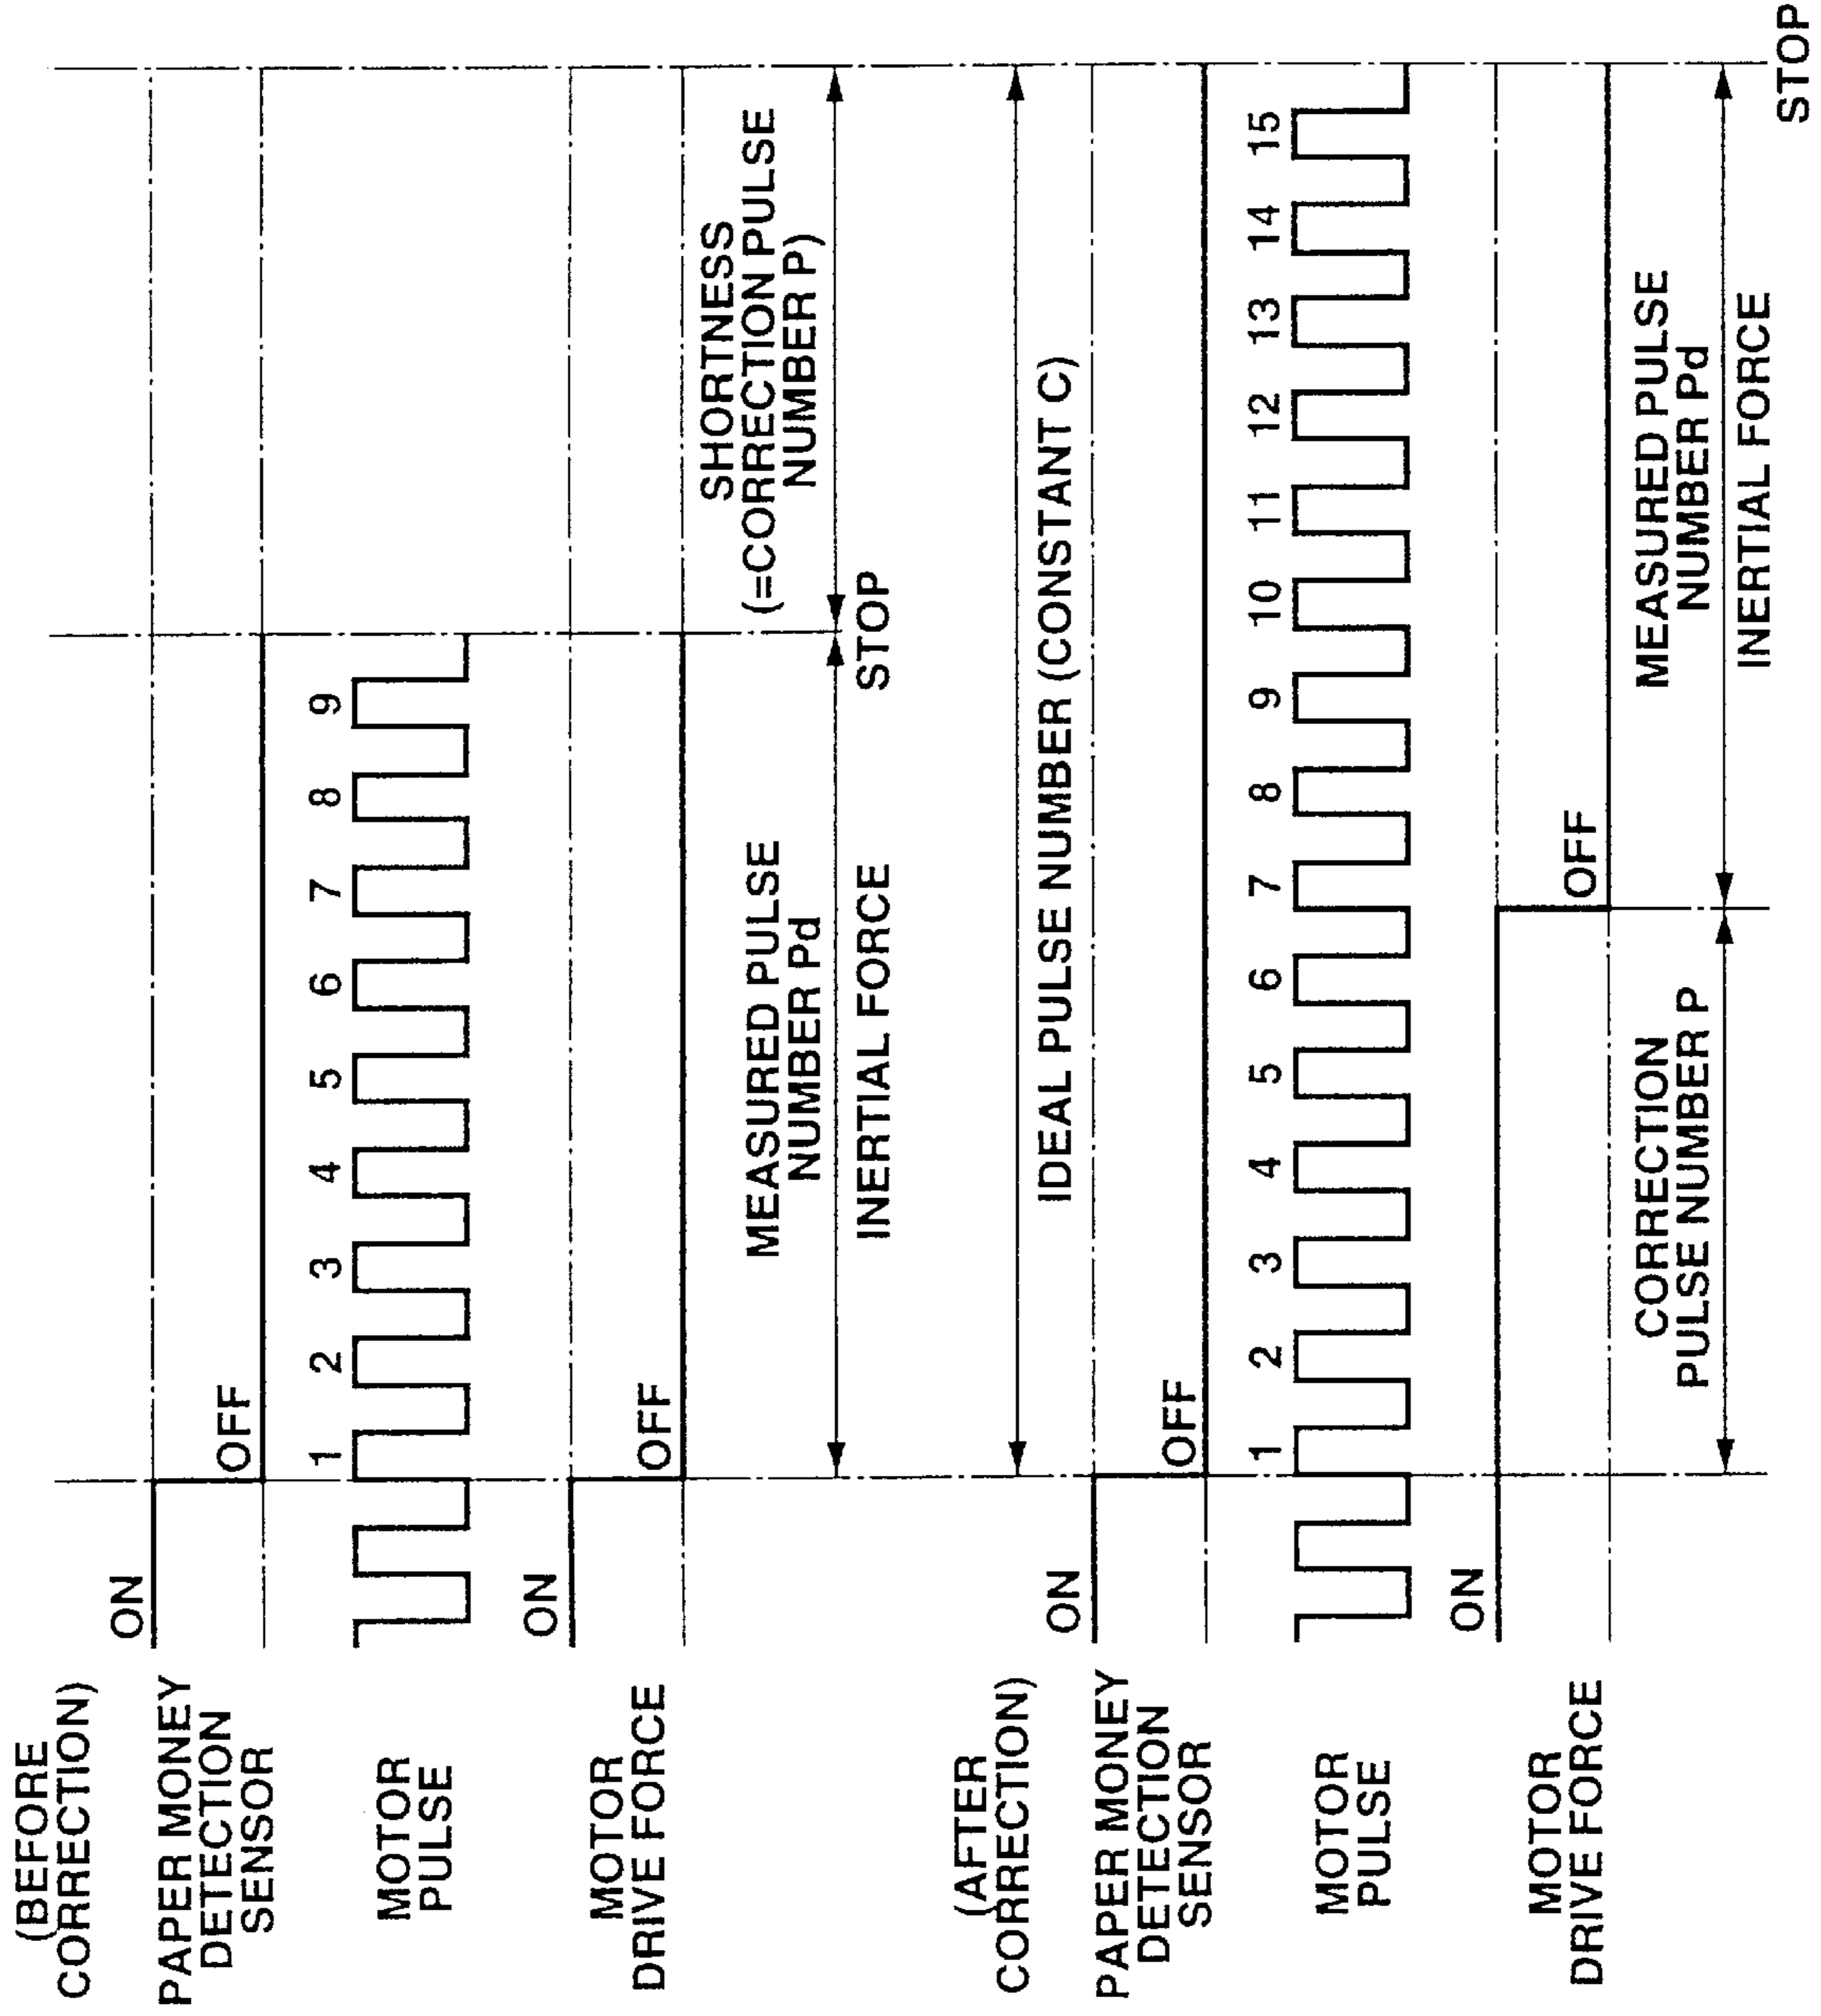 (BEFORE
CORRECTION)
PAPER MONEY
DETECTION
SENSOR
ON
OFF
MOTOR
PULSE
1 2 3 4 5 6 7 8 9
MOTOR
DRIVE FORCE
ON
OFF
MEASURED PULSE
NUMBER Pd
INERTIAL FORCE
SHORTNESS
(=CORRECTION PULSE
NUMBER P)
STOP
IDEAL PULSE NUMBER (CONSTANT C)
(AFTER
CORRECTION)
PAPER MONEY
DETECTION
SENSOR
ON
OFF
MOTOR
PULSE
1 2 3 4 5 6 7 8 9 10 11 12 13 14 15
MOTOR
DRIVE FORCE
ON
OFF
CORRECTION
PULSE NUMBER P
MEASURED PULSE
NUMBER Pd
INERTIAL FORCE
STOP